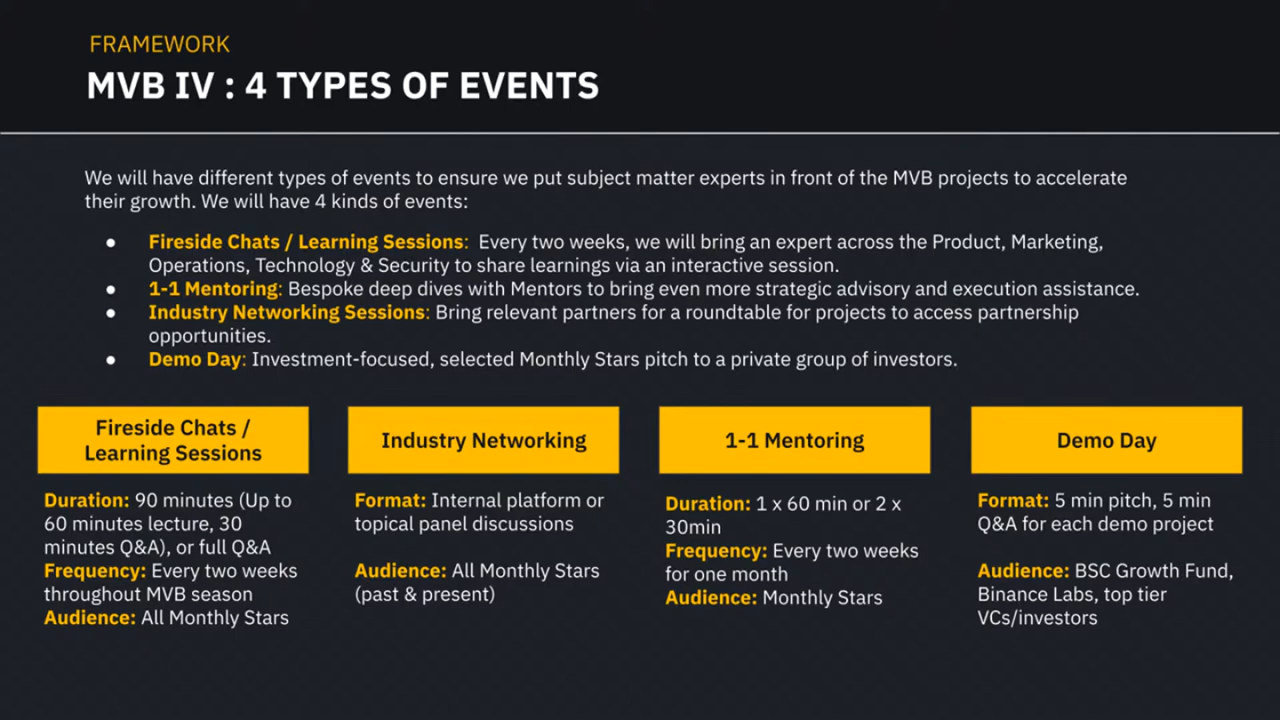 FRAMEWORK
MVB IV : 4 TYPES OF EVENTS
We will have different types of events to ensure we put subject matter experts in front of the MVB projects to accelerate
their growth. We will have 4 kinds of events:
● Fireside Chats / Learning Sessions: Every two weeks, we will bring an expert across the Product, Marketing,
Operations, Technology & Security to share learnings via an interactive session.
● 1-1 Mentoring: Bespoke deep dives with Mentors to bring even more strategic advisory and execution assistance.
● Industry Networking Sessions: Bring relevant partners for a roundtable for projects to access partnership
opportunities.
● Demo Day: Investment-focused, selected Monthly Stars pitch to a private group of investors.
Fireside Chats /
Learning Sessions
Duration: 90 minutes (Up to
60 minutes lecture, 30
minutes Q&A), or full Q&A
Frequency: Every two weeks
throughout MVB season
Audience: All Monthly Stars
Industry Networking
Format: Internal platform or
topical panel discussions
Audience: All Monthly Stars
(past & present)
1-1 Mentoring
Duration: 1 x 60 min or 2 x
30min
Frequency: Every two weeks
for one month
Audience: Monthly Stars
Demo Day
Format: 5 min pitch, 5 min
Q&A for each demo project
Audience: BSC Growth Fund,
Binance Labs, top tier
VCs/investors